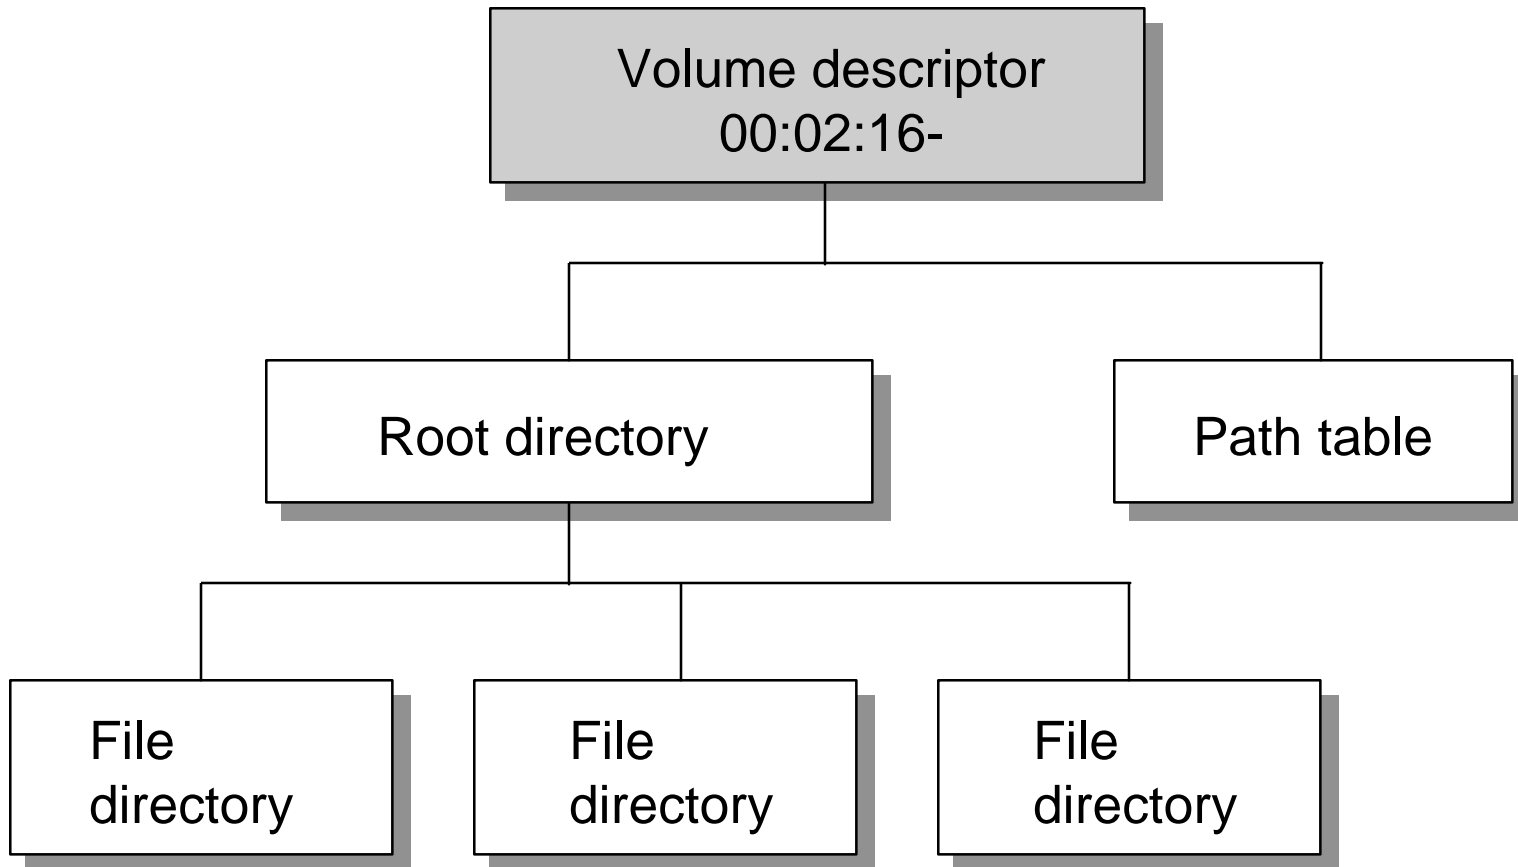 Volume descriptor
00:02:16-
Root directory
Path table
File
directory
File
directory
File
directory